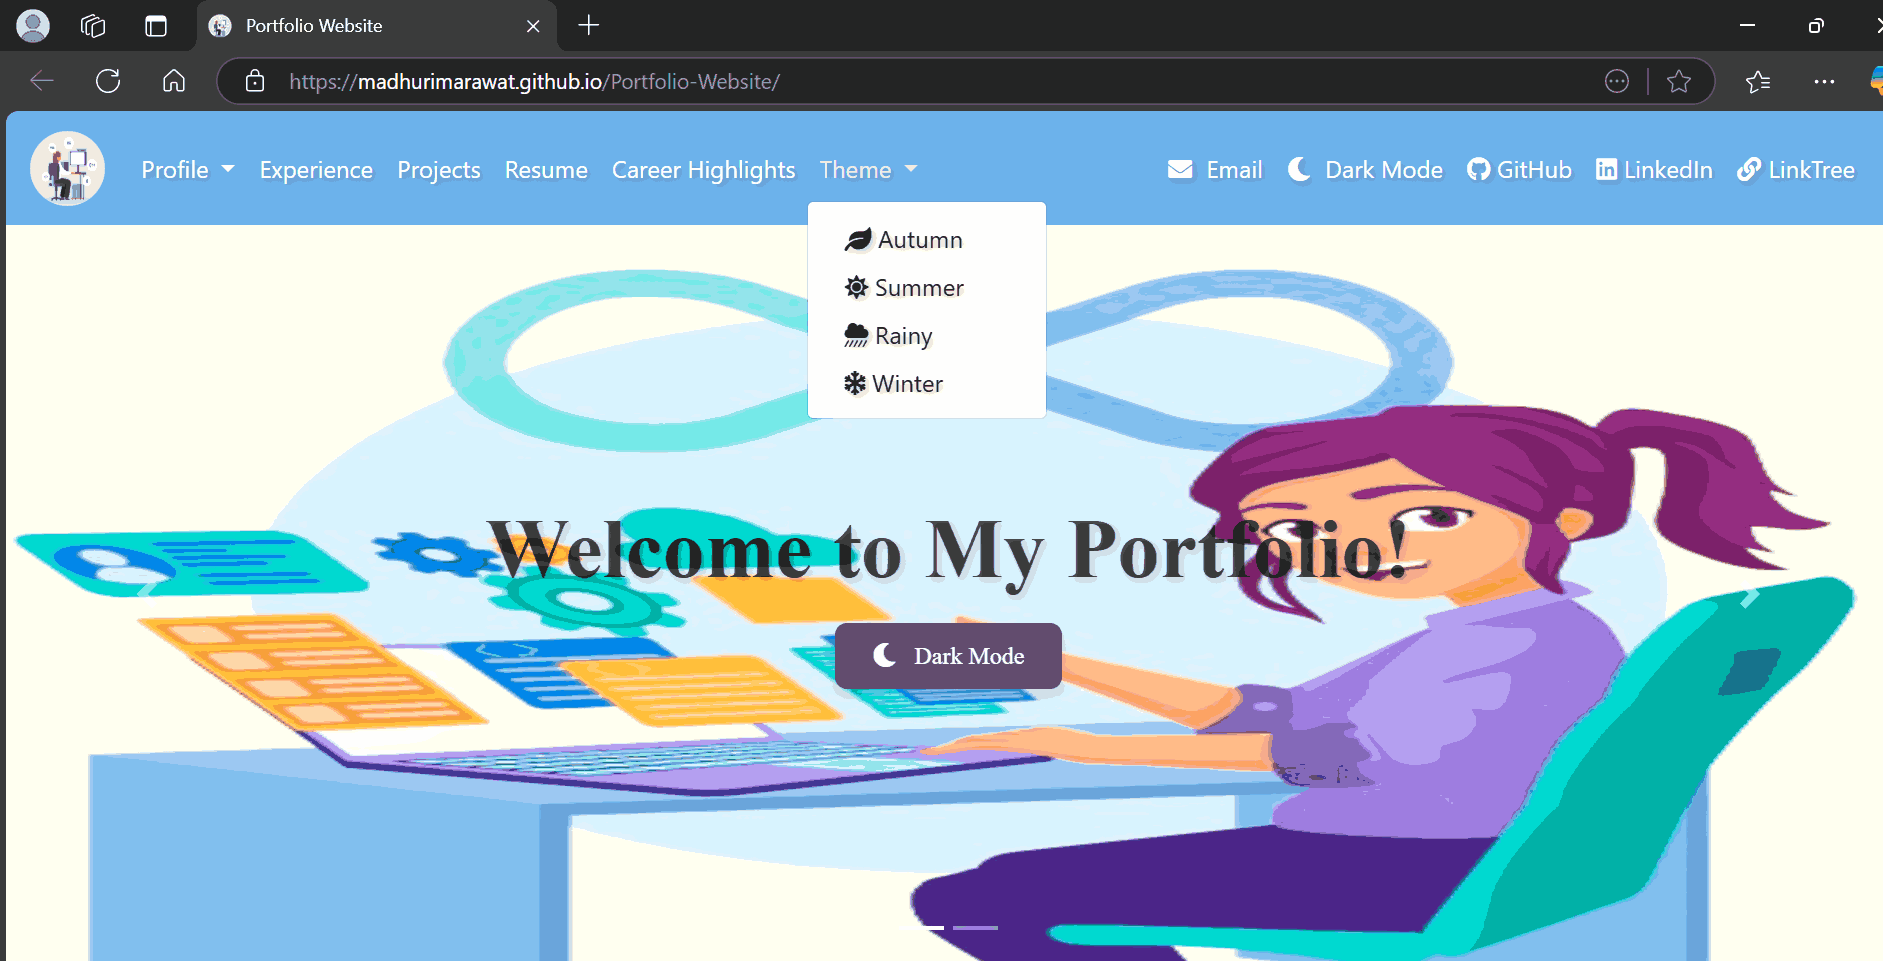 Portfolio Website
https://madhurimarawat.github.io/Portfolio-Website/
Profile Experience Projects Resume Career Highlights Theme Email Dark Mode GitHub LinkedIn LinkTree
Autumn
Summer
Rainy
Winter
Welcome to My Portfolio!
Dark Mode